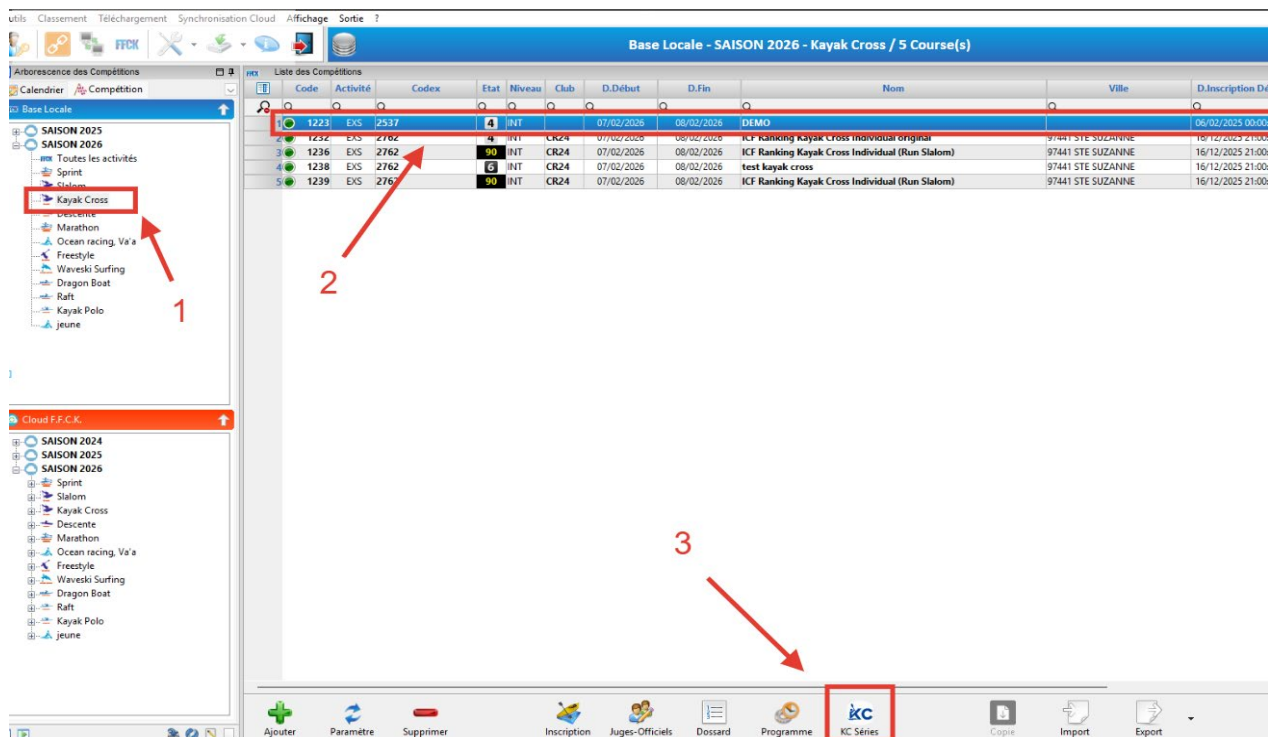 utils Classement Téléchargement Synchronisation Cloud Affichage Sortie ?
FFCK
Base Locale - SAISON 2026 - Kayak Cross / 5 Course(s)
Arborescence des Compétitions
Liste des Compétitions
Calendrier Compétition
Code Activité Codex Etat Niveau Club D.Début D.Fin Nom Ville D.Inscription Dé
Base Locale
1 1223 EXS 2537 4 INT 07/02/2026 08/02/2026 DEMO 06/02/2025 00:00:
2 1232 EXS 2762 4 INT CR24 07/02/2026 08/02/2026 ICF Ranking Kayak Cross Individual original 97441 STE SUZANNE 16/12/2025 21:00:
3 1236 EXS 2762 90 INT CR24 07/02/2026 08/02/2026 ICF Ranking Kayak Cross Individual (Run Slalom) 97441 STE SUZANNE 16/12/2025 21:00:
4 1238 EXS 2762 6 INT CR24 07/02/2026 08/02/2026 test kayak cross 97441 STE SUZANNE 16/12/2025 21:00:
5 1239 EXS 2762 90 INT CR24 07/02/2026 08/02/2026 ICF Ranking Kayak Cross Individual (Run Slalom) 97441 STE SUZANNE 16/12/2025 21:00:
SAISON 2025
SAISON 2026
Toutes les activités
Sprint
Slalom
Kayak Cross
Descente
Marathon
Ocean racing, Va'a
Freestyle
Waveski Surfing
Dragon Boat
Raft
Kayak Polo
jeune
1
2
Cloud F.F.C.K.
SAISON 2024
SAISON 2025
SAISON 2026
Sprint
Slalom
Kayak Cross
Descente
Marathon
Ocean racing, Va'a
Freestyle
Waveski Surfing
Dragon Boat
Raft
Kayak Polo
jeune
3
KC
Ajouter Paramètre Supprimer Inscription Juges-Officiels Dossard Programme KC Séries Copie Import Export